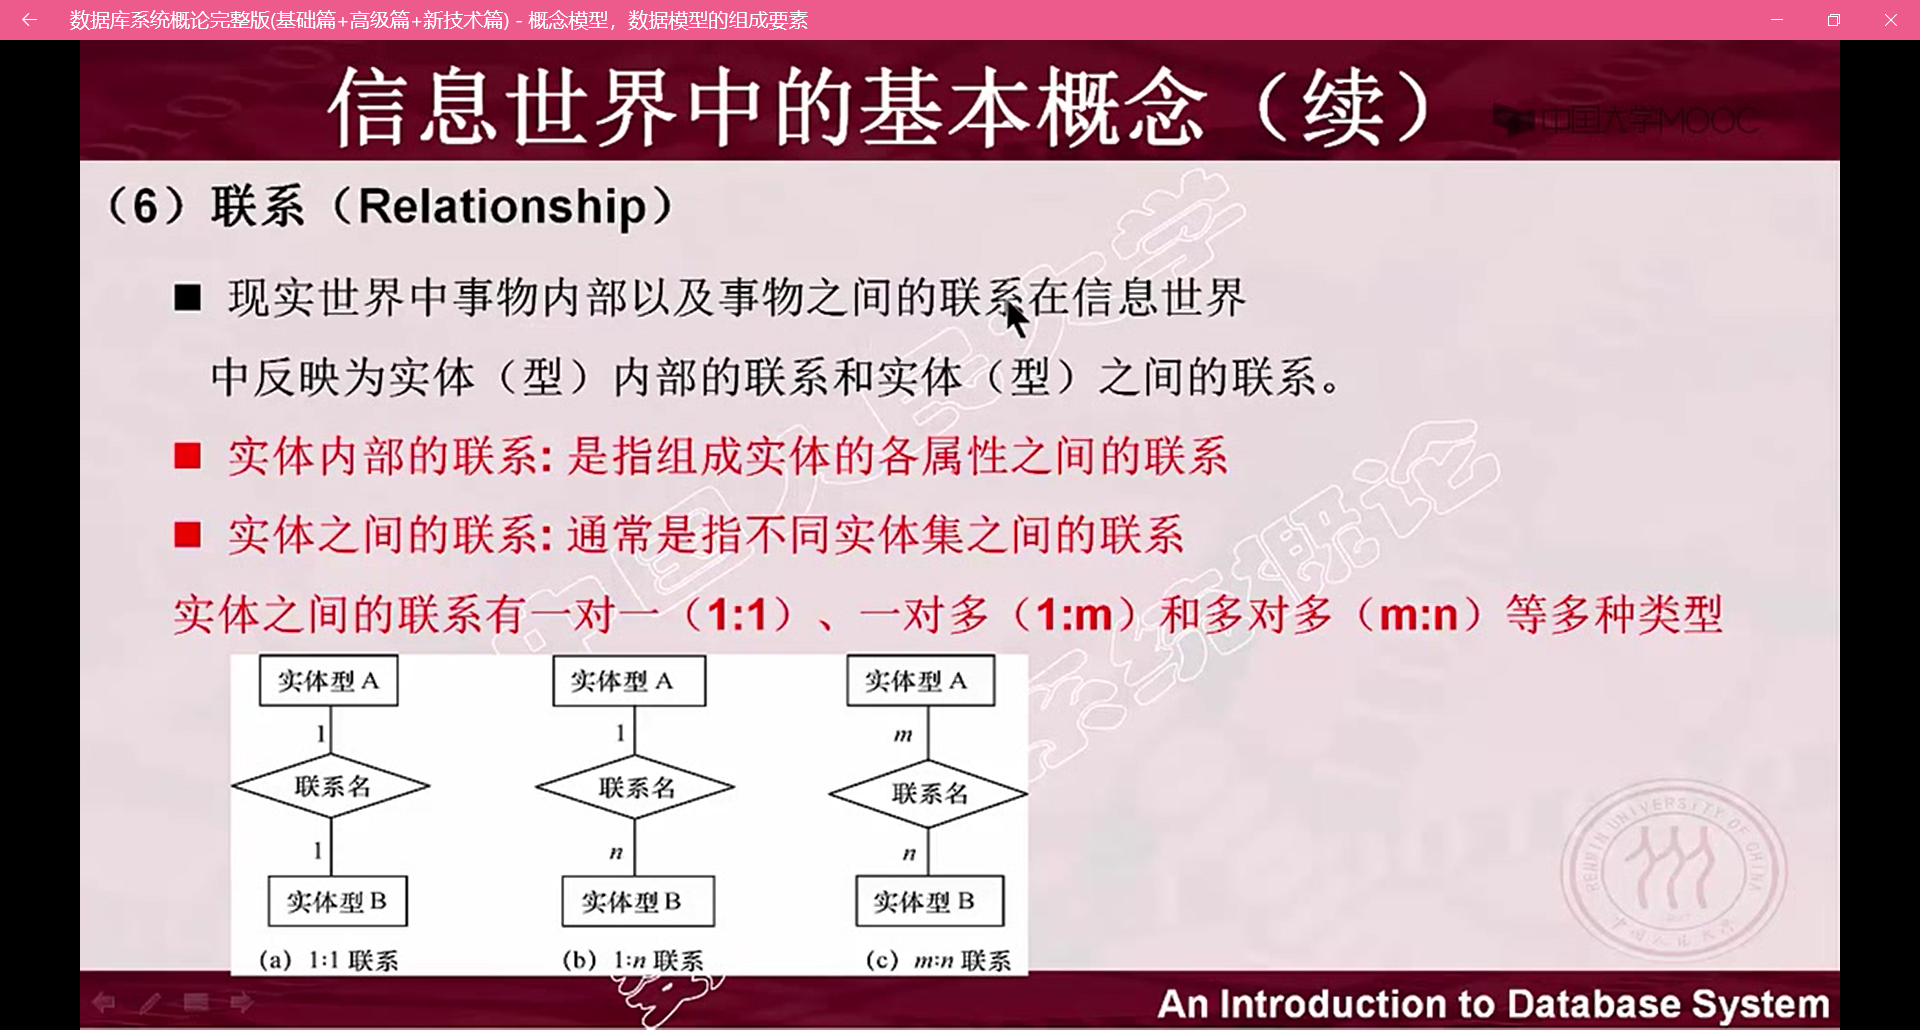 数据库系统概论完整版(基础篇+高级篇+新技术篇) - 概念模型，数据模型的组成要素
信息世界中的基本概念（续）
中国大学MOOC
（6）联系（Relationship）
■ 现实世界中事物内部以及事物之间的联系在信息世界
中反映为实体（型）内部的联系和实体（型）之间的联系。
■ 实体内部的联系: 是指组成实体的各属性之间的联系
■ 实体之间的联系: 通常是指不同实体集之间的联系
实体之间的联系有一对一（1:1）、一对多（1:m）和多对多（m:n）等多种类型
实体型 A
1
联系名
1
实体型 B
(a) 1:1 联系
实体型 A
1
联系名
n
实体型 B
(b) 1:n 联系
实体型 A
m
联系名
n
实体型 B
(c) m:n 联系
RENMIN UNIVERSITY OF CHINA
An Introduction to Database System